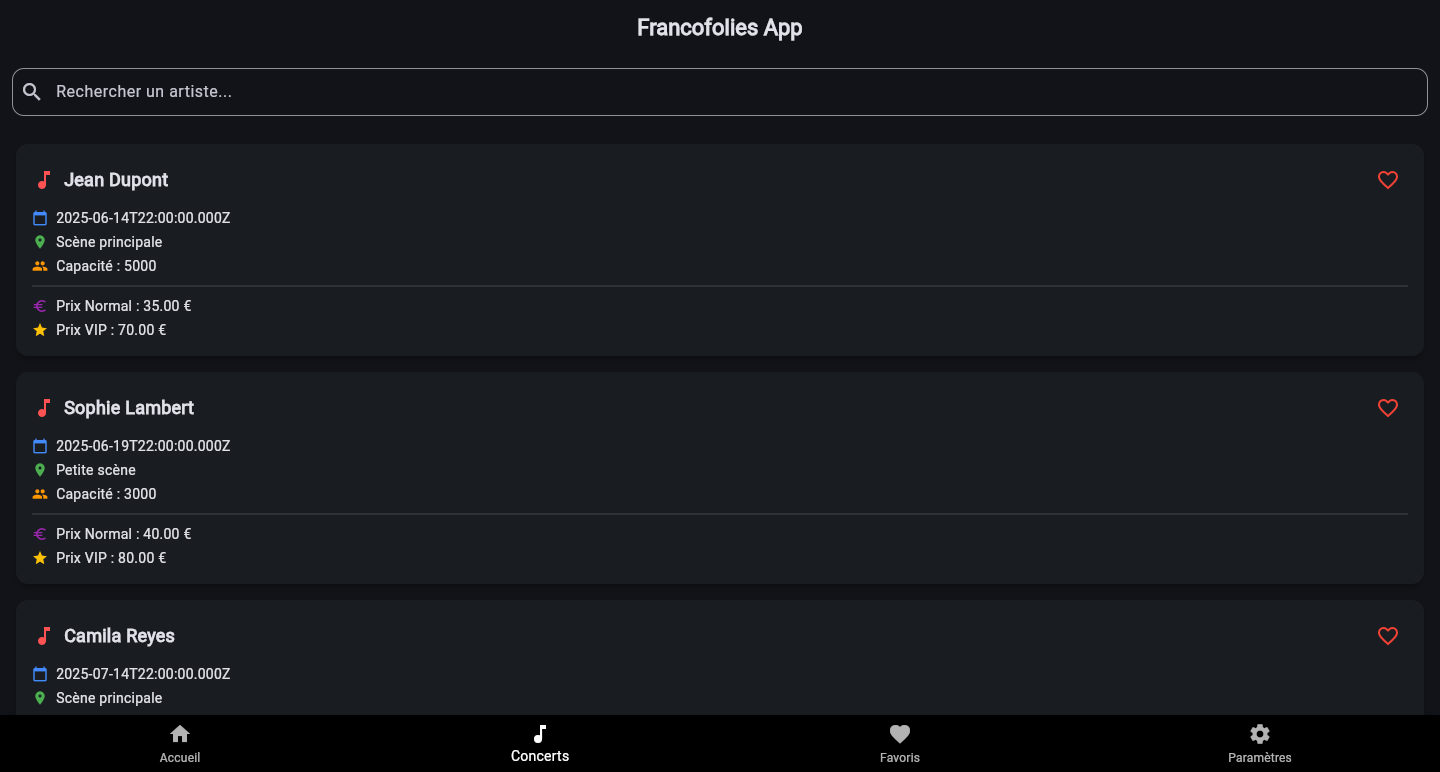 Francofolies App
Rechercher un artiste...
Jean Dupont
2025-06-14T22:00:00.000Z
Scène principale
Capacité : 5000
Prix Normal : 35.00 €
Prix VIP : 70.00 €
Sophie Lambert
2025-06-19T22:00:00.000Z
Petite scène
Capacité : 3000
Prix Normal : 40.00 €
Prix VIP : 80.00 €
Camila Reyes
2025-07-14T22:00:00.000Z
Scène principale
Accueil
Concerts
Favoris
Paramètres